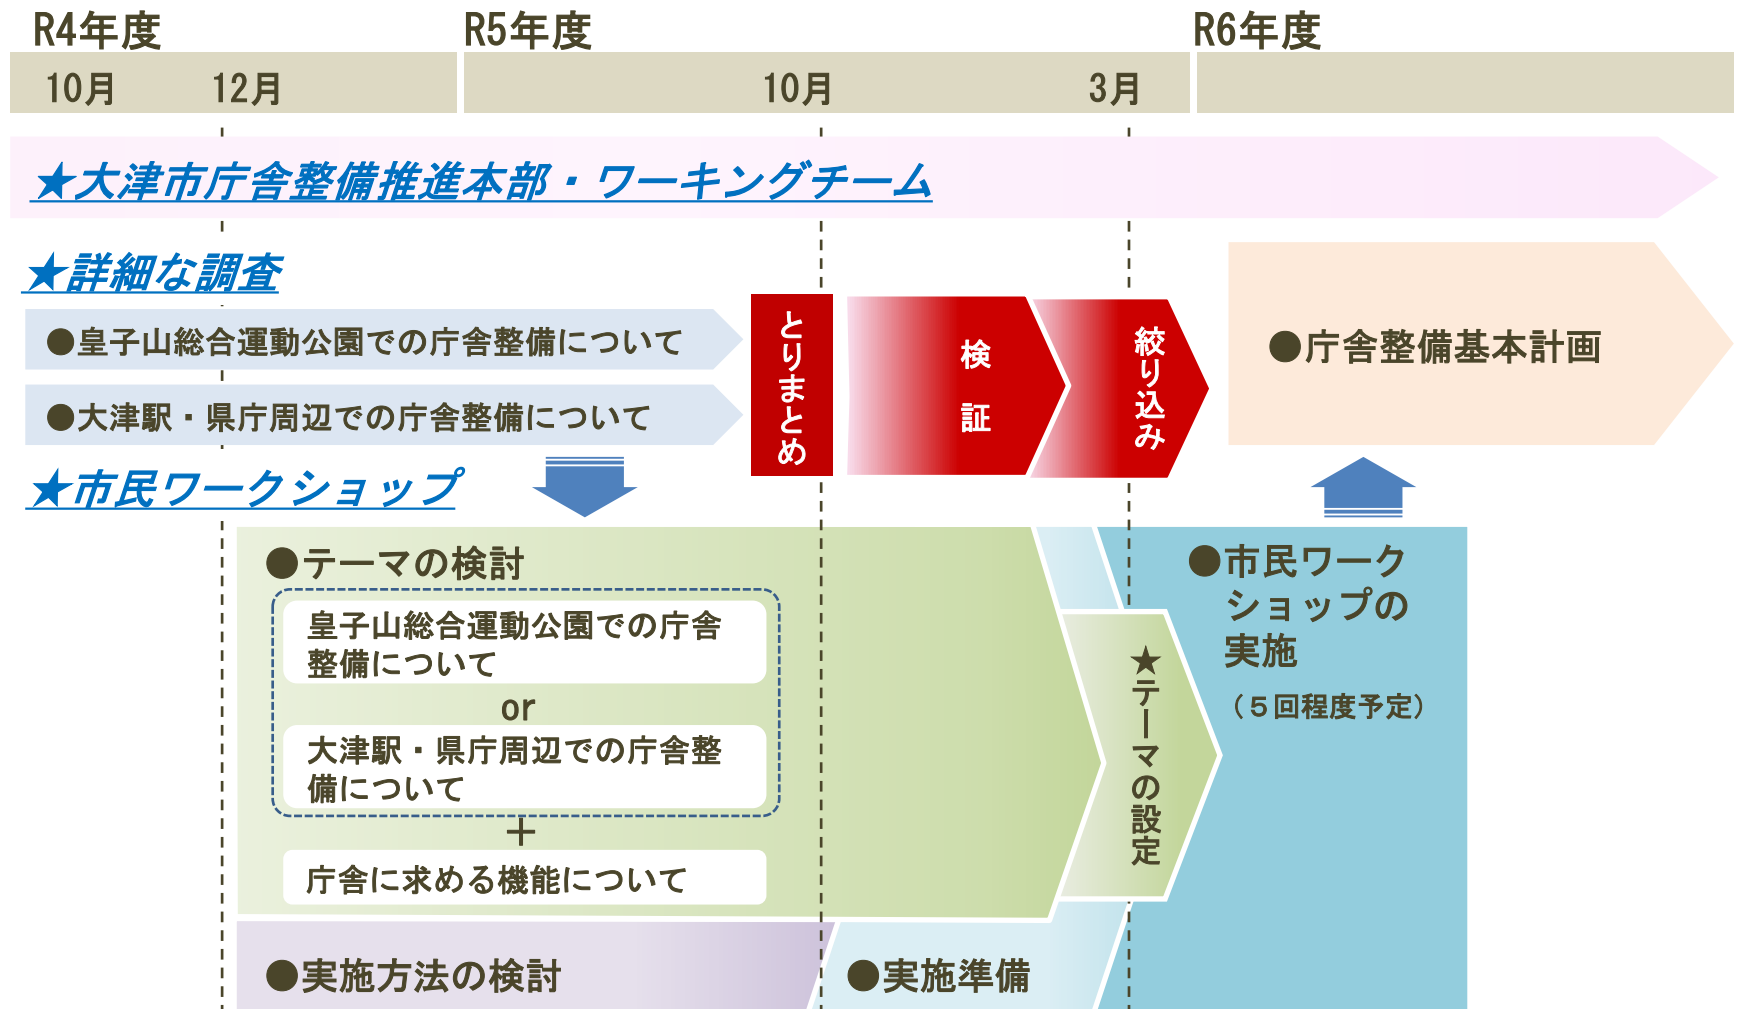 R4年度
R5年度
R6年度
10月
12月
10月
3月
★大津市庁舎整備推進本部・ワーキングチーム
★詳細な調査
●皇子山総合運動公園での庁舎整備について
●大津駅・県庁周辺での庁舎整備について
とりまとめ
検証
絞り込み
●庁舎整備基本計画
★市民ワークショップ
●テーマの検討
皇子山総合運動公園での庁舎
整備について
or
大津駅・県庁周辺での庁舎整
備について
＋
庁舎に求める機能について
★テーマの設定
●市民ワーク
ショップの
実施
（５回程度予定）
●実施方法の検討
●実施準備